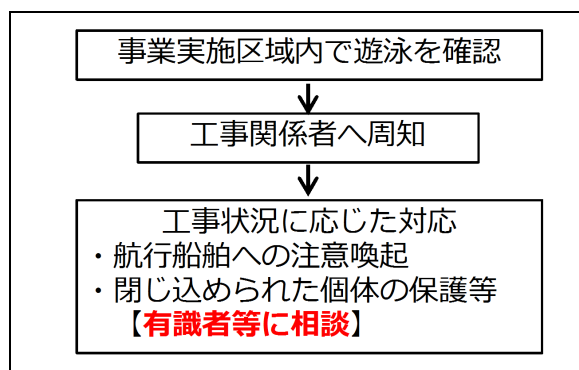 事業実施区域内で遊泳を確認
工事関係者へ周知
工事状況に応じた対応
・航行船舶への注意喚起
・閉じ込められた個体の保護等
【有識者等に相談】